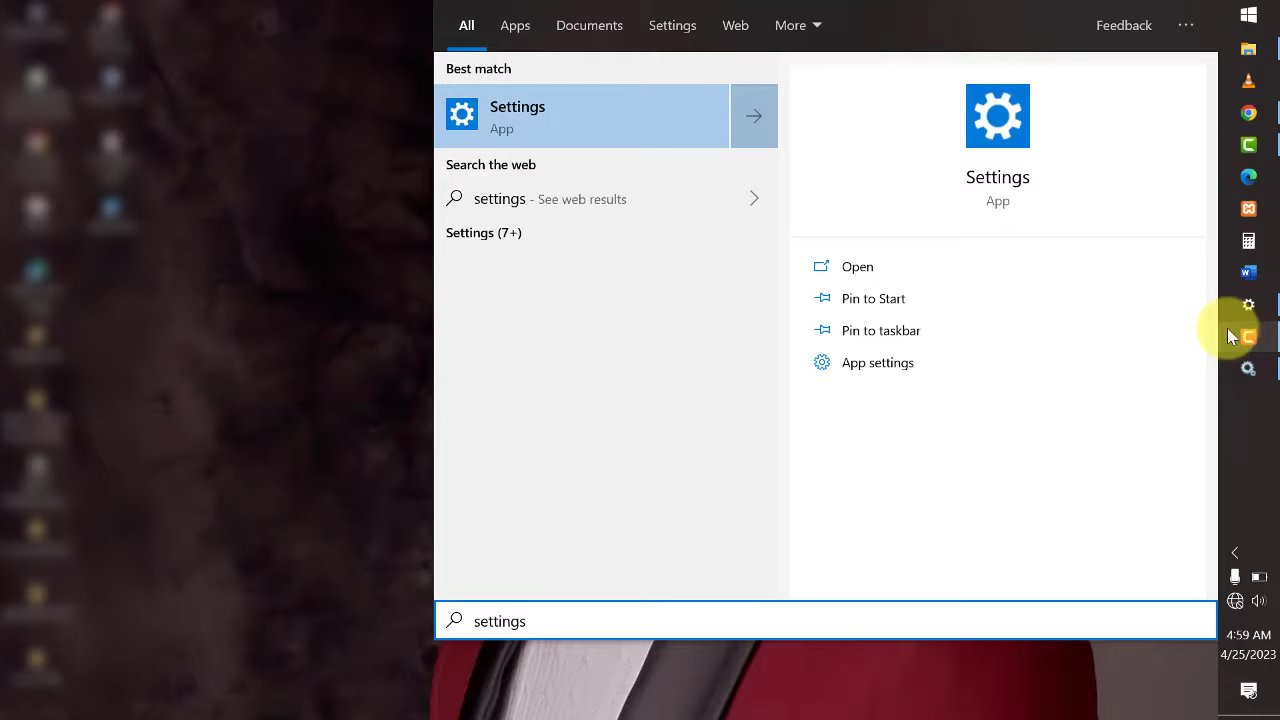 All Apps Documents Settings Web More Feedback ...
Best match
Settings
App
Search the web
settings - See web results
Settings (7+)
Settings
App
Open
Pin to Start
Pin to taskbar
App settings
settings
4:59 AM
4/25/2023